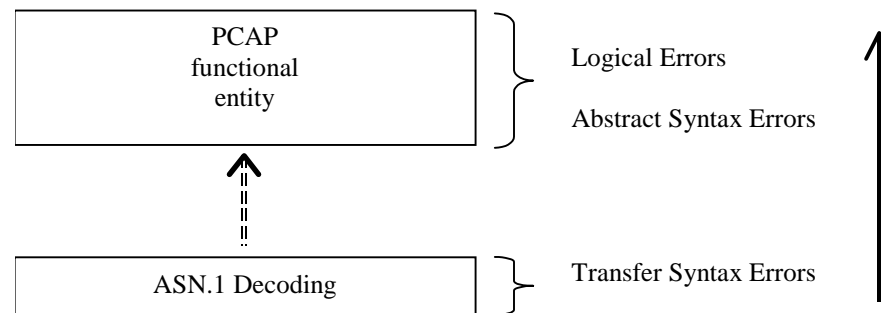 PCAP
functional
entity
Logical Errors
Abstract Syntax Errors
ASN.1 Decoding
Transfer Syntax Errors